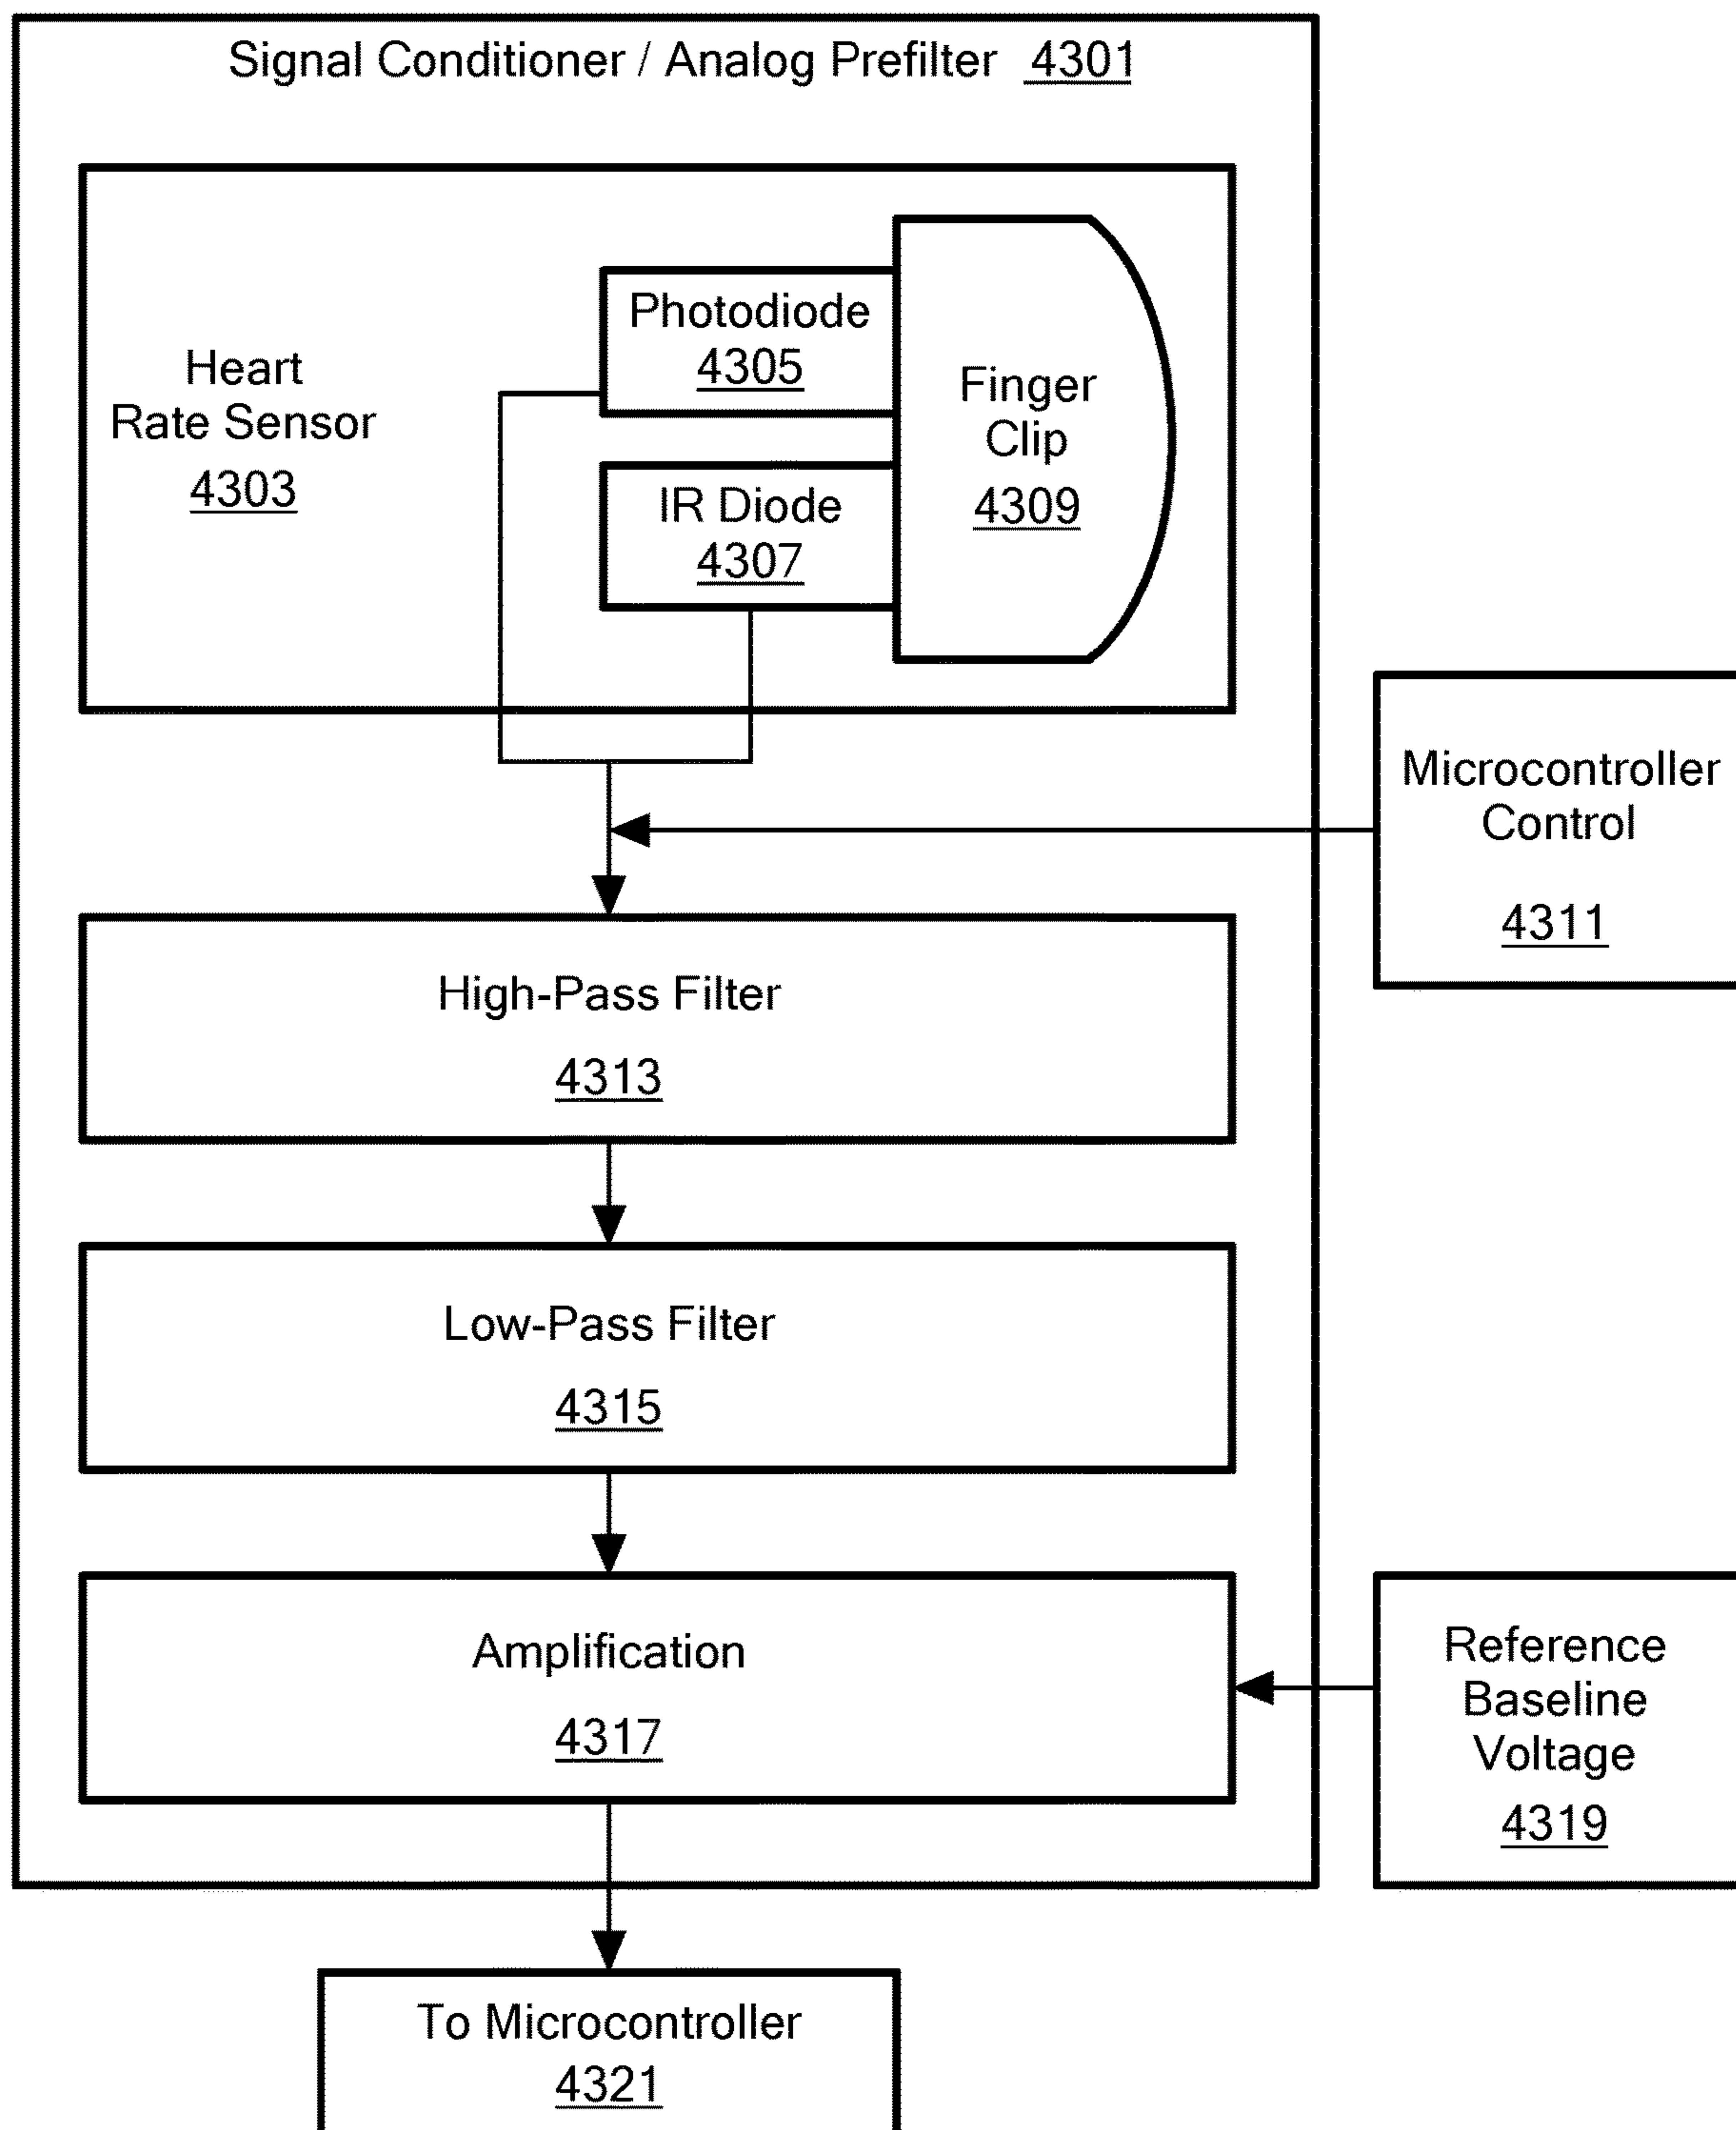 Signal Conditioner / Analog Prefilter 4301
Heart
Rate Sensor
4303
Photodiode
4305
IR Diode
4307
Finger
Clip
4309
Microcontroller
Control
4311
High-Pass Filter
4313
Low-Pass Filter
4315
Amplification
4317
Reference
Baseline
Voltage
4319
To Microcontroller
4321